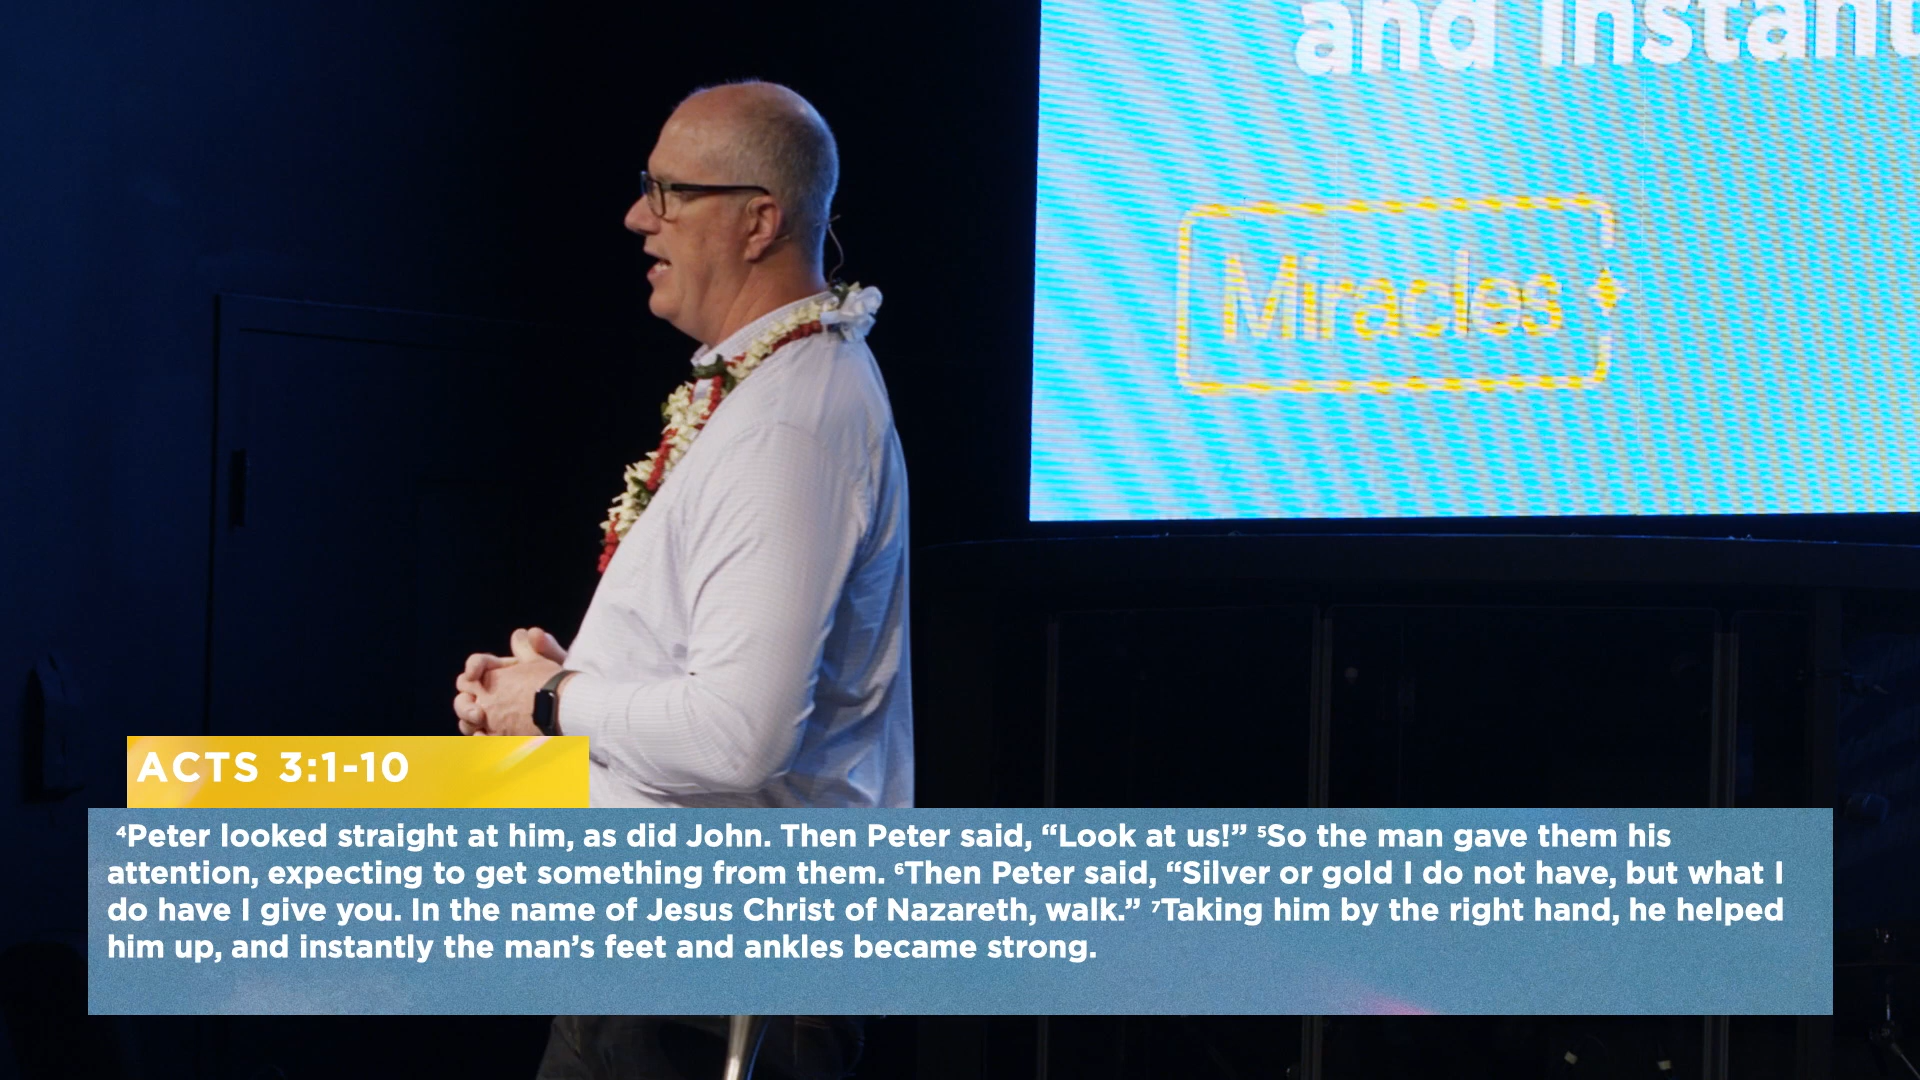 and instant
Miracles
ACTS 3:1-10
⁴Peter looked straight at him, as did John. Then Peter said, “Look at us!” ⁵So the man gave them his
attention, expecting to get something from them. ⁶Then Peter said, “Silver or gold I do not have, but what I
do have I give you. In the name of Jesus Christ of Nazareth, walk.” ⁷Taking him by the right hand, he helped
him up, and instantly the man’s feet and ankles became strong.